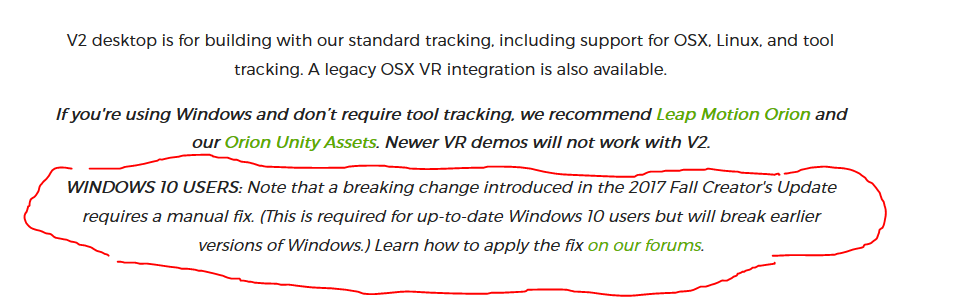 V2 desktop is for building with our standard tracking, including support for OSX, Linux, and tool
tracking. A legacy OSX VR integration is also available.
If you're using Windows and don't require tool tracking, we recommend Leap Motion Orion and
our Orion Unity Assets. Newer VR demos will not work with V2.
WINDOWS 10 USERS: Note that a breaking change introduced in the 2017 Fall Creator's Update
requires a manual fix. (This is required for up-to-date Windows 10 users but will break earlier
versions of Windows.) Learn how to apply the fix on our forums.